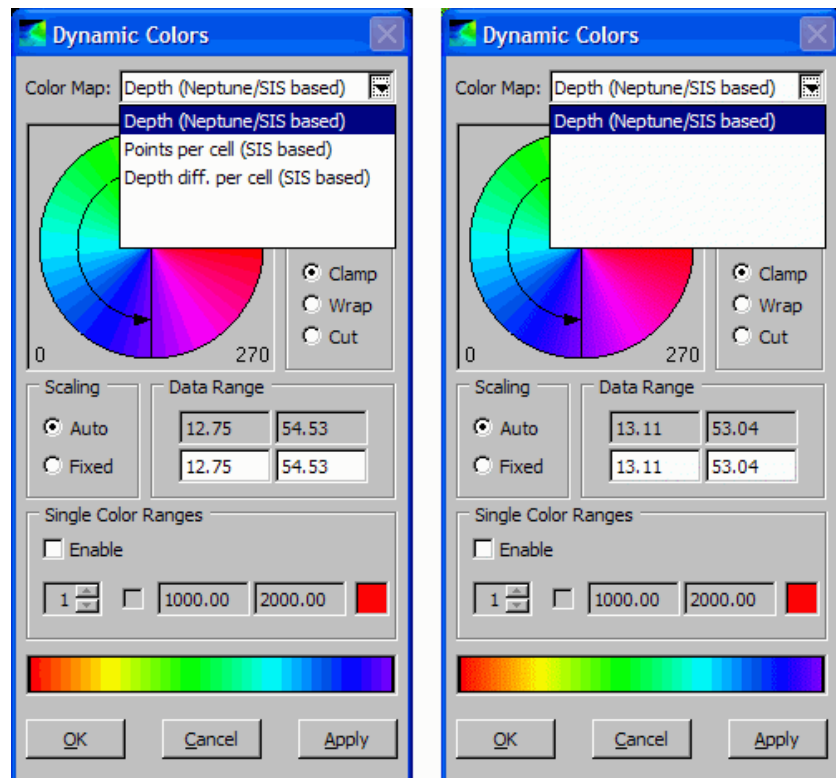 Dynamic Colors
Color Map: Depth (Neptune/SIS based)
Depth (Neptune/SIS based)
Points per cell (SIS based)
Depth diff. per cell (SIS based)
Clamp
Wrap
Cut
0 270
Scaling
Auto
Fixed
Data Range
12.75 54.53
12.75 54.53
Single Color Ranges
Enable
1 1000.00 2000.00
OK Cancel Apply
Dynamic Colors
Color Map: Depth (Neptune/SIS based)
Depth (Neptune/SIS based)
Clamp
Wrap
Cut
0 270
Scaling
Auto
Fixed
Data Range
13.11 53.04
13.11 53.04
Single Color Ranges
Enable
1 1000.00 2000.00
OK Cancel Apply